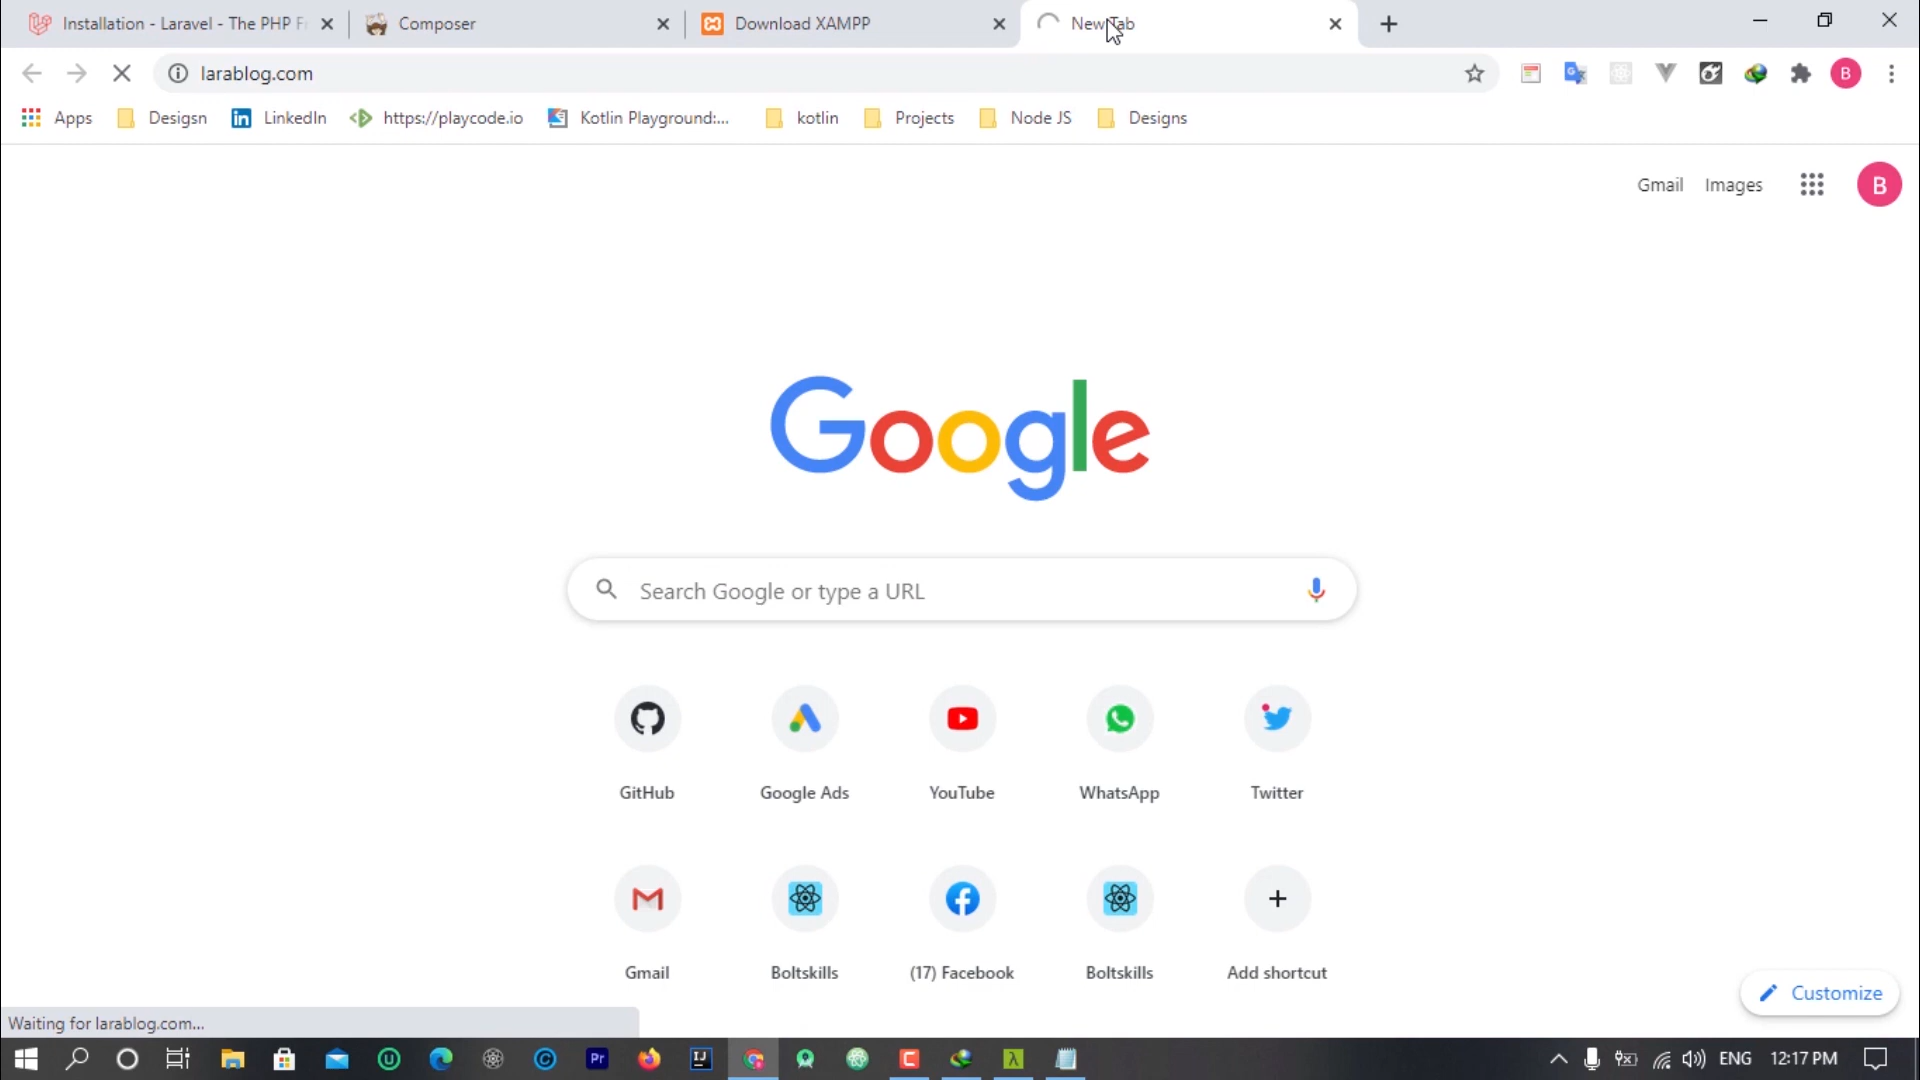 Installation - Laravel - The PHP Fr
Composer
Download XAMPP
New Tab
larablog.com
B
Apps
Designsn
LinkedIn
https://playcode.io
Kotlin Playground:...
kotlin
Projects
Node JS
Designs
Gmail
Images
B
Google
Search Google or type a URL
GitHub
Google Ads
YouTube
WhatsApp
Twitter
Gmail
Boltskills
(17) Facebook
Boltskills
Add shortcut
Customize
Waiting for larablog.com...
ENG
12:17 PM